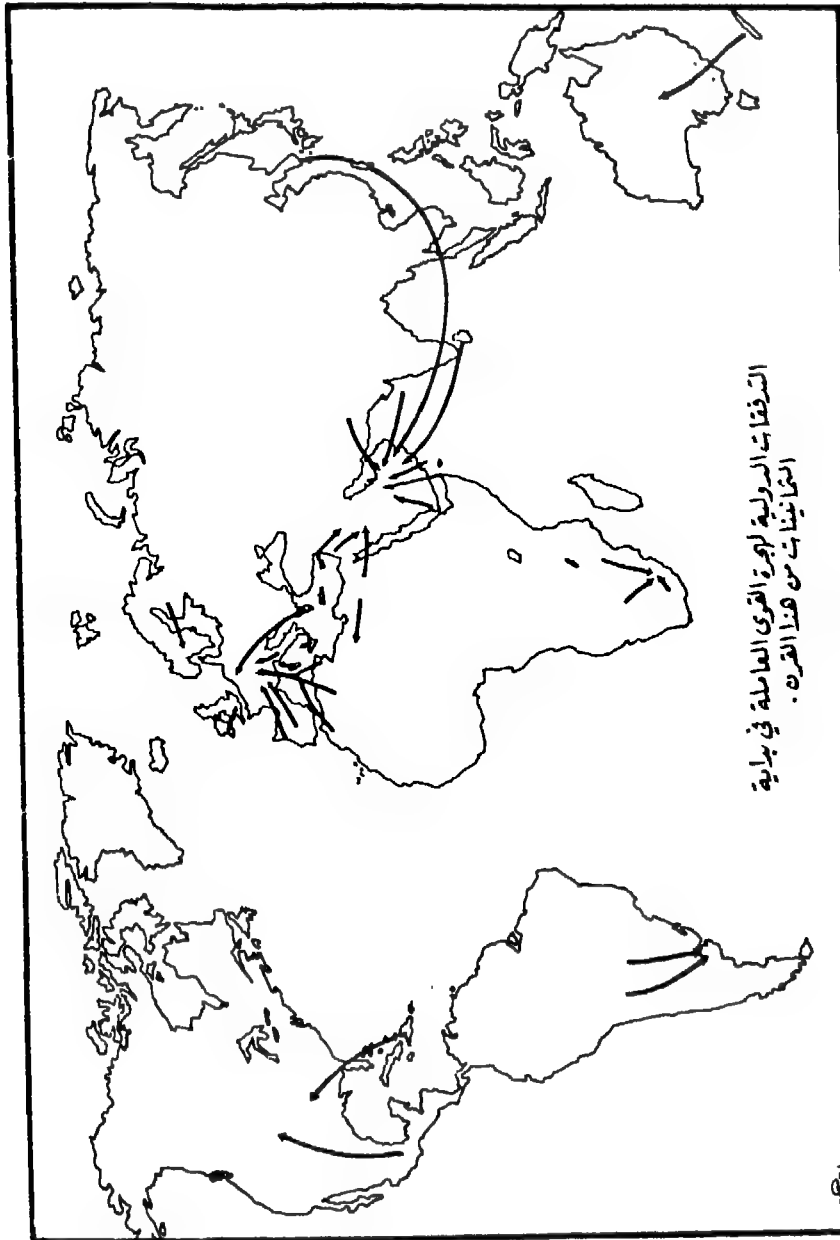 التدفقات الدولية لهجرة القوى العاملة في بداية
الثمانينات من هذا القرن .